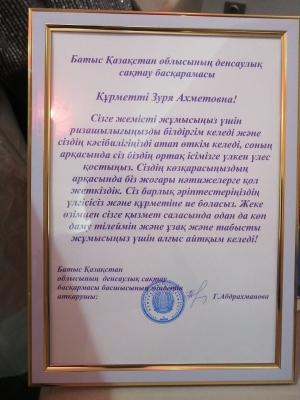 Батыс Қазақстан облысының денсаулық
сақтау басқармасы
Құрметті Зуря Ахметовна!
Сізге жемісті жұмысыңыз үшін
ризашылығыңызды білдіргім келеді және
сіздің кәсібилігіңізді атап өткім келеді, соның
арқасында сіз біздің ортақ ісімізге үлкен үлес
қостыңыз. Сіздің көзқарасыңыздың
арқасында біз жоғары нәтижелерге қол
жеткіздік. Сіз барлық әріптестеріңіздің
үлгісісіз және құрметіне ие боласыз. Жеке
өзімнен сізге қызмет саласында одан да көп
даму тілеймін және ұзақ және табысты
жұмысыңыз үшін алғыс айтқым келеді!
Батыс Қазақстан
облысының денсаулық сақтау
басқармасы басшысының міндетін
атқарушы: Г.Абдрахманова